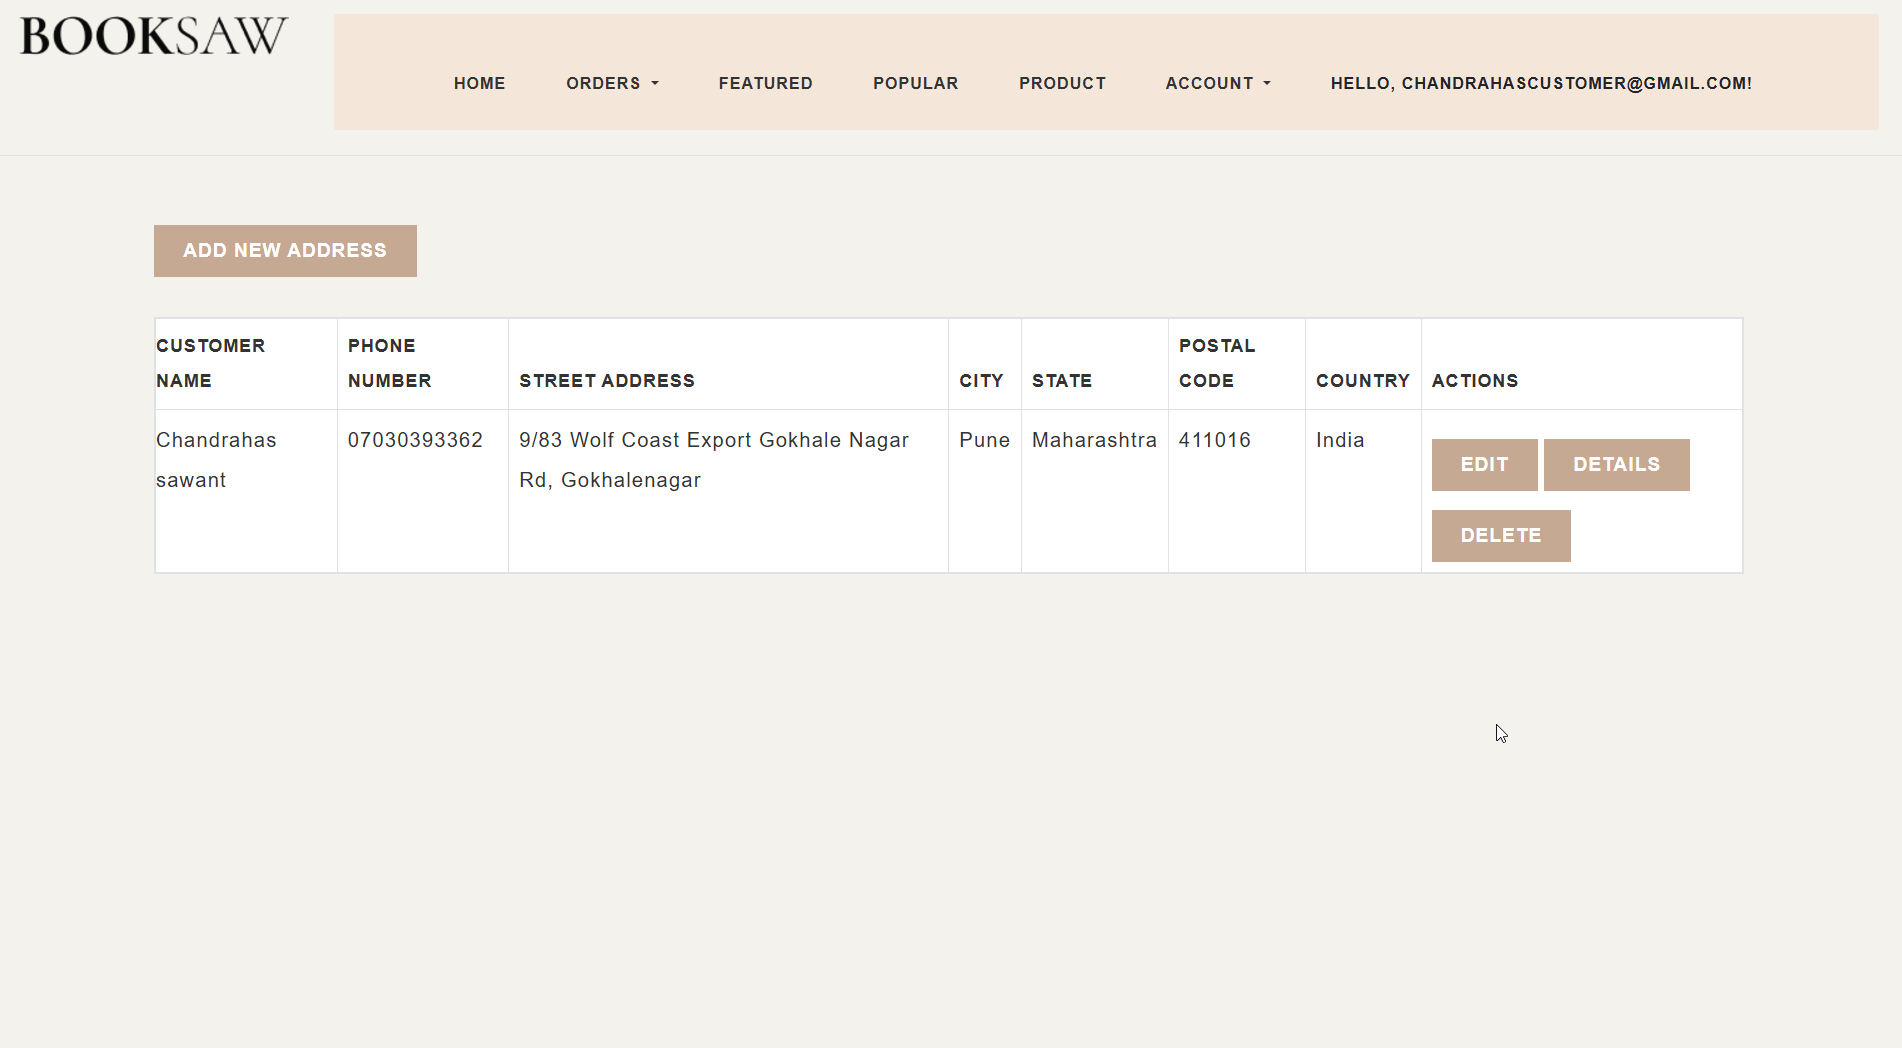 BOOKSAW
HOME ORDERS FEATURED POPULAR PRODUCT ACCOUNT HELLO, CHANDRAHASCUSTOMER@GMAIL.COM!
ADD NEW ADDRESS
CUSTOMER NAME PHONE NUMBER STREET ADDRESS CITY STATE POSTAL CODE COUNTRY ACTIONS
Chandrahas 07030393362 9/83 Wolf Coast Export Gokhale Nagar Pune Maharashtra 411016 India
sawant Rd, Gokhalenagar
EDIT DETAILS
DELETE